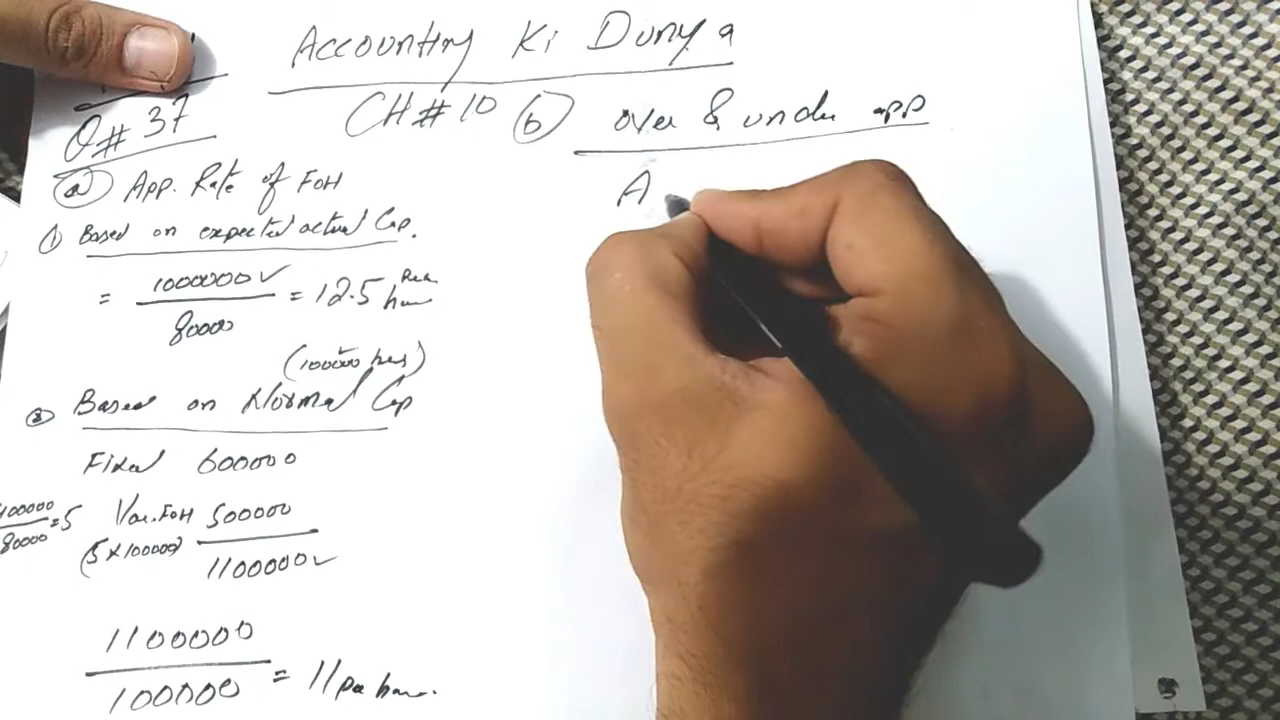 Accounting Ki Dunya
CH# 10
Q# 37
(a) App. Rate of FOH
(1) Based on expected actual Cap.
= 1000000 ✓ / 80000 = 12.5 Per hour
(100000 hrs)
(2) Based on Normal Cap
Fixed 600000
400000 / 80000 = 5 Var. FOH 500000
(5 x 100000)
1100000 ✓
1100000 / 100000 = 11 per hour.
(b) over & under app
A